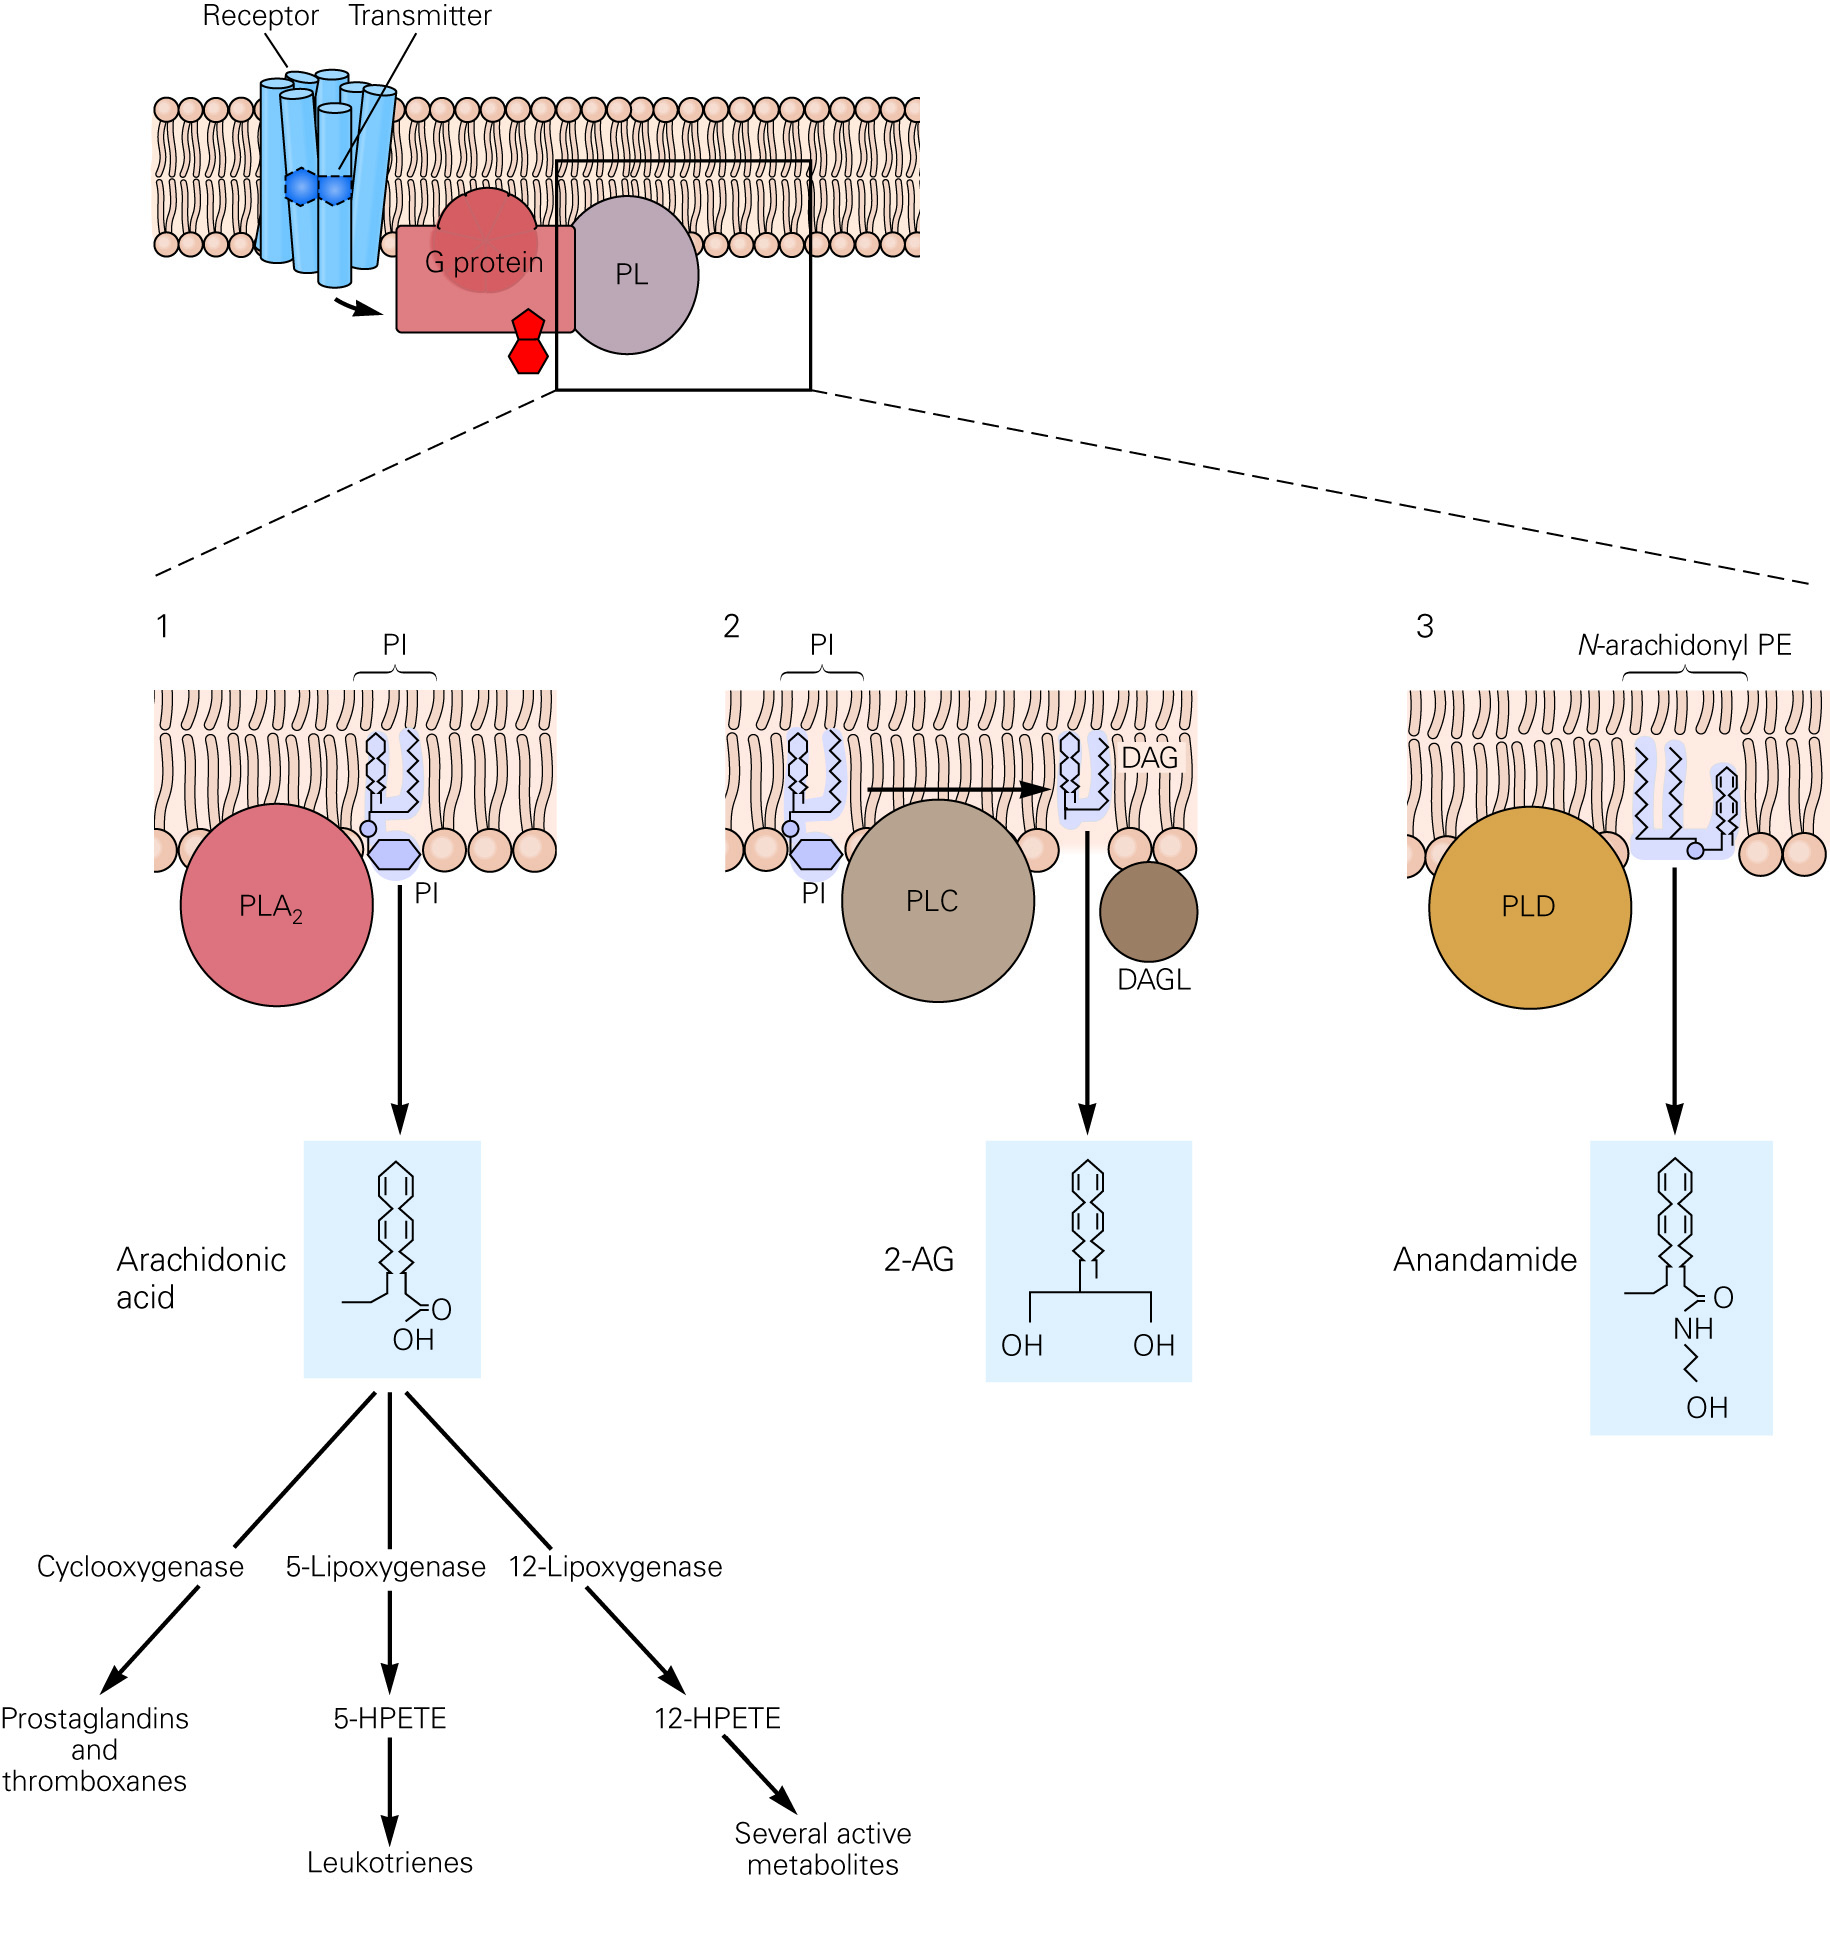 Receptor
Transmitter
G protein
PL
1
PI
PLA2
PI
Arachidonic
acid
O
OH
Cyclooxygenase
5-Lipoxygenase
12-Lipoxygenase
Prostaglandins
and
thromboxanes
5-HPETE
Leukotrienes
12-HPETE
Several active
metabolites
2
PI
DAG
PI
PLC
DAGL
2-AG
OH
OH
3
N-arachidonyl PE
PLD
Anandamide
O
NH
OH